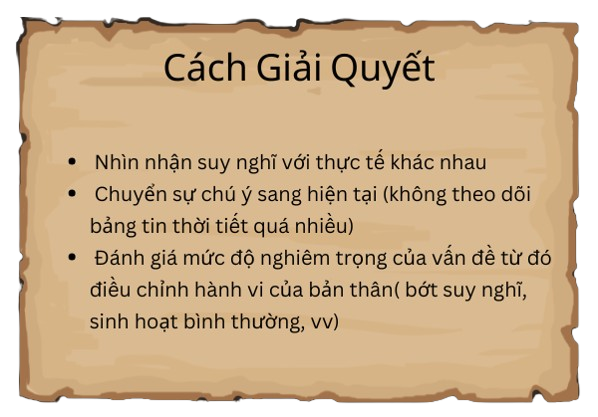 Cách Giải Quyết
• Nhìn nhận suy nghĩ với thực tế khác nhau
• Chuyển sự chú ý sang hiện tại (không theo dõi
bảng tin thời tiết quá nhiều)
• Đánh giá mức độ nghiêm trọng của vấn đề từ đó
điều chỉnh hành vi của bản thân( bớt suy nghĩ,
sinh hoạt bình thường, vv)